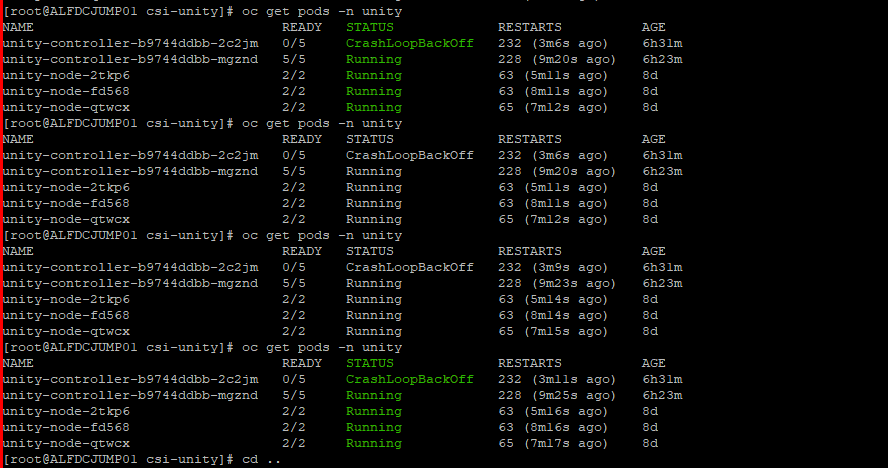 [root@ALFDCJUMP01 csi-unity]# oc get pods -n unity
NAME READY STATUS RESTARTS AGE
unity-controller-b9744ddbb-2c2jm 0/5 CrashLoopBackOff 232 (3m6s ago) 6h31m
unity-controller-b9744ddbb-mgznd 5/5 Running 228 (9m20s ago) 6h23m
unity-node-2tkp6 2/2 Running 63 (5m11s ago) 8d
unity-node-fd568 2/2 Running 63 (8m11s ago) 8d
unity-node-qtwcx 2/2 Running 65 (7m12s ago) 8d
[root@ALFDCJUMP01 csi-unity]# oc get pods -n unity
NAME READY STATUS RESTARTS AGE
unity-controller-b9744ddbb-2c2jm 0/5 CrashLoopBackOff 232 (3m6s ago) 6h31m
unity-controller-b9744ddbb-mgznd 5/5 Running 228 (9m20s ago) 6h23m
unity-node-2tkp6 2/2 Running 63 (5m11s ago) 8d
unity-node-fd568 2/2 Running 63 (8m11s ago) 8d
unity-node-qtwcx 2/2 Running 65 (7m12s ago) 8d
[root@ALFDCJUMP01 csi-unity]# oc get pods -n unity
NAME READY STATUS RESTARTS AGE
unity-controller-b9744ddbb-2c2jm 0/5 CrashLoopBackOff 232 (3m9s ago) 6h31m
unity-controller-b9744ddbb-mgznd 5/5 Running 228 (9m23s ago) 6h23m
unity-node-2tkp6 2/2 Running 63 (5m14s ago) 8d
unity-node-fd568 2/2 Running 63 (8m14s ago) 8d
unity-node-qtwcx 2/2 Running 65 (7m15s ago) 8d
[root@ALFDCJUMP01 csi-unity]# oc get pods -n unity
NAME READY STATUS RESTARTS AGE
unity-controller-b9744ddbb-2c2jm 0/5 CrashLoopBackOff 232 (3m11s ago) 6h31m
unity-controller-b9744ddbb-mgznd 5/5 Running 228 (9m25s ago) 6h23m
unity-node-2tkp6 2/2 Running 63 (5m16s ago) 8d
unity-node-fd568 2/2 Running 63 (8m16s ago) 8d
unity-node-qtwcx 2/2 Running 65 (7m17s ago) 8d
[root@ALFDCJUMP01 csi-unity]# cd ..